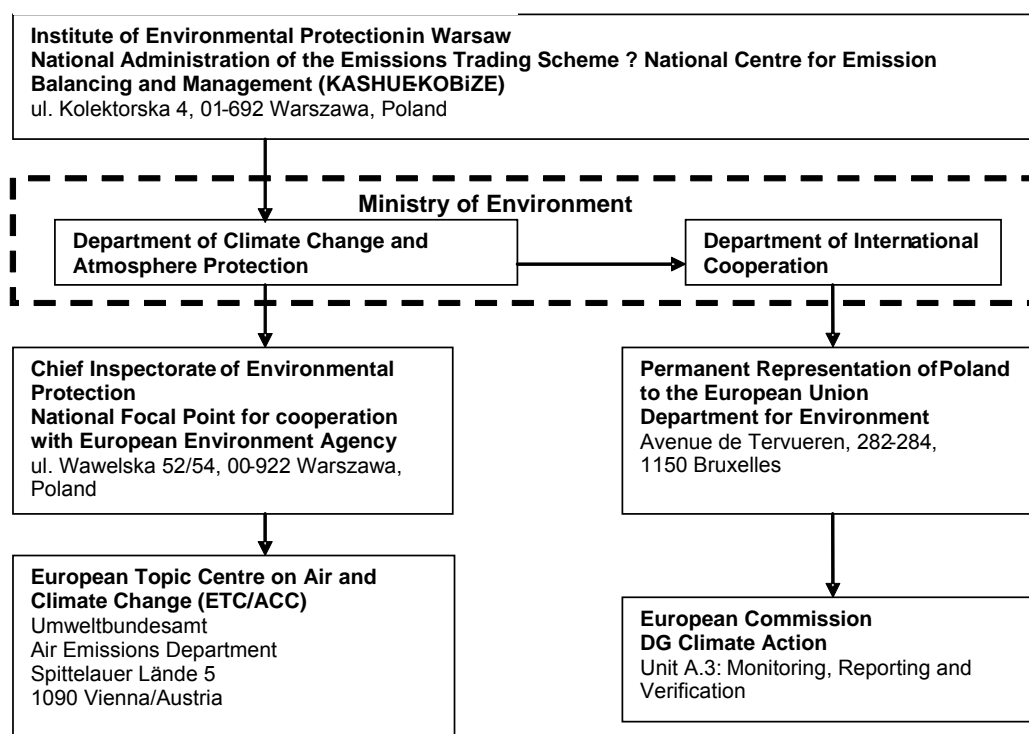 Institute of Environmental Protectionin Warsaw
National Administration of the Emissions Trading Scheme ? National Centre for Emission
Balancing and Management (KASHUE-KOBiZE)
ul. Kolektorska 4, 01-692 Warszawa, Poland
Ministry of Environment
Department of Climate Change and
Atmosphere Protection
Department of International
Cooperation
Chief Inspectorate of Environmental
Protection
National Focal Point for cooperation
with European Environment Agency
ul. Wawelska 52/54, 00-922 Warszawa,
Poland
Permanent Representation of Poland
to the European Union
Department for Environment
Avenue de Tervueren, 282-284,
1150 Bruxelles
European Topic Centre on Air and
Climate Change (ETC/ACC)
Umweltbundesamt
Air Emissions Department
Spittelauer Lände 5
1090 Vienna/Austria
European Commission
DG Climate Action
Unit A.3: Monitoring, Reporting and
Verification